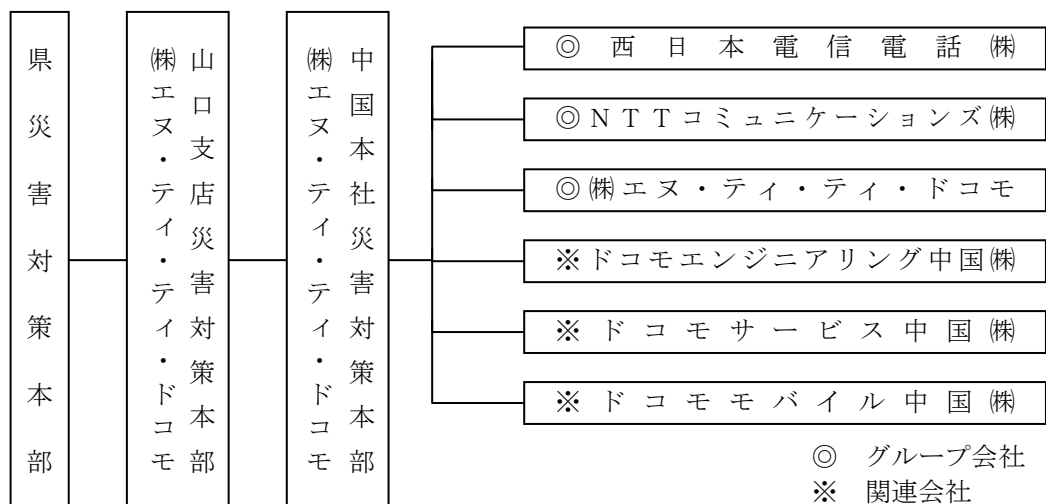 県災害対策本部
㈱エヌ・ティ・ティ・ドコモ
山口支店災害対策本部
㈱エヌ・ティ・ティ・ドコモ
中国本社災害対策本部
◎西日本電信電話㈱
◎NTTコミュニケーションズ㈱
◎㈱エヌ・ティ・ティ・ドコモ
※ドコモエンジニアリング中国㈱
※ドコモサービス中国㈱
※ドコモモバイル中国㈱
◎ グループ会社
※ 関連会社